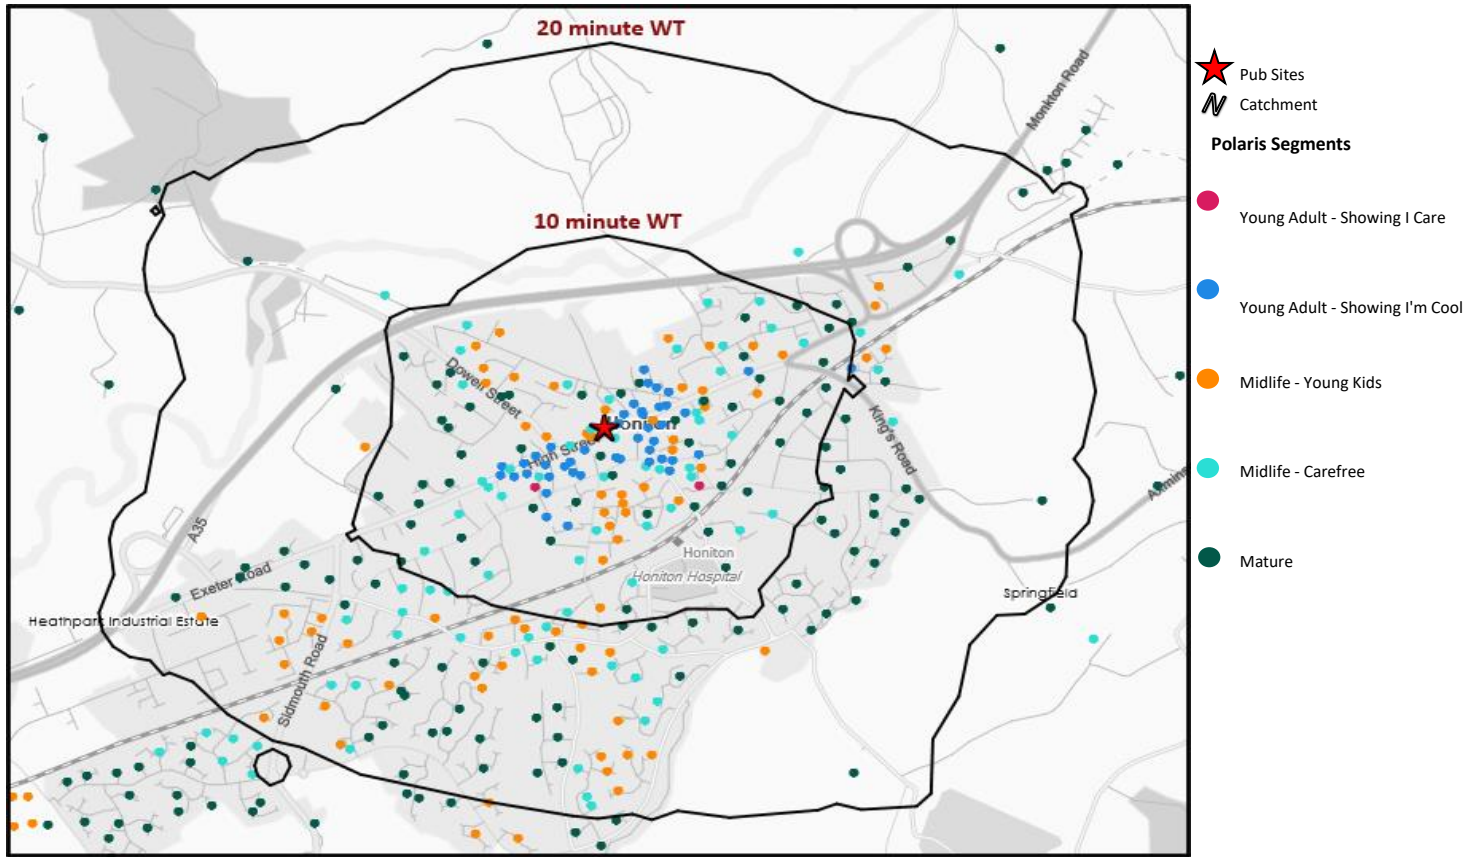 20 minute WT
Monkton Road
10 minute WT
Dowell Street
Honiton
High Street
King's Road
A35
Exeter Road
Honiton
Honiton Hospital
Springfield
Heathpark Industrial Estate
Sidmouth Road
Pub Sites
Catchment
Polaris Segments
Young Adult - Showing I Care
Young Adult - Showing I'm Cool
Midlife - Young Kids
Midlife - Carefree
Mature